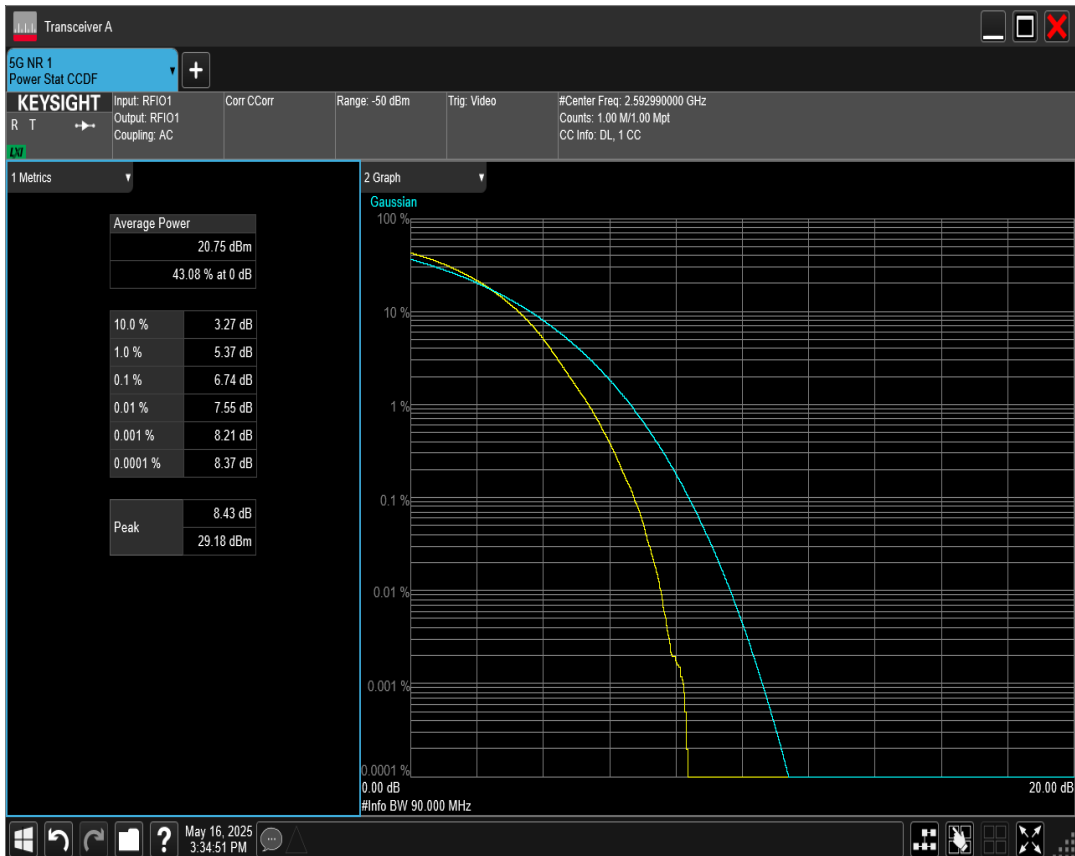 Transceiver A
5G NR 1
Power Stat CCDF
+
KEYSIGHT
R T
LXI
Input: RFIO1
Output: RFIO1
Coupling: AC
Corr CCorr
Range: -50 dBm
Trig: Video
#Center Freq: 2.592990000 GHz
Counts: 1.00 M/1.00 Mpt
CC Info: DL, 1 CC
1 Metrics
Average Power
20.75 dBm
43.08 % at 0 dB
10.0 % 3.27 dB
1.0 % 5.37 dB
0.1 % 6.74 dB
0.01 % 7.55 dB
0.001 % 8.21 dB
0.0001 % 8.37 dB
Peak 8.43 dB
29.18 dBm
2 Graph
Gaussian
100 %
10 %
1 %
0.1 %
0.01 %
0.001 %
0.0001 %
0.00 dB 20.00 dB
#Info BW 90.000 MHz
?
May 16, 2025
3:34:51 PM